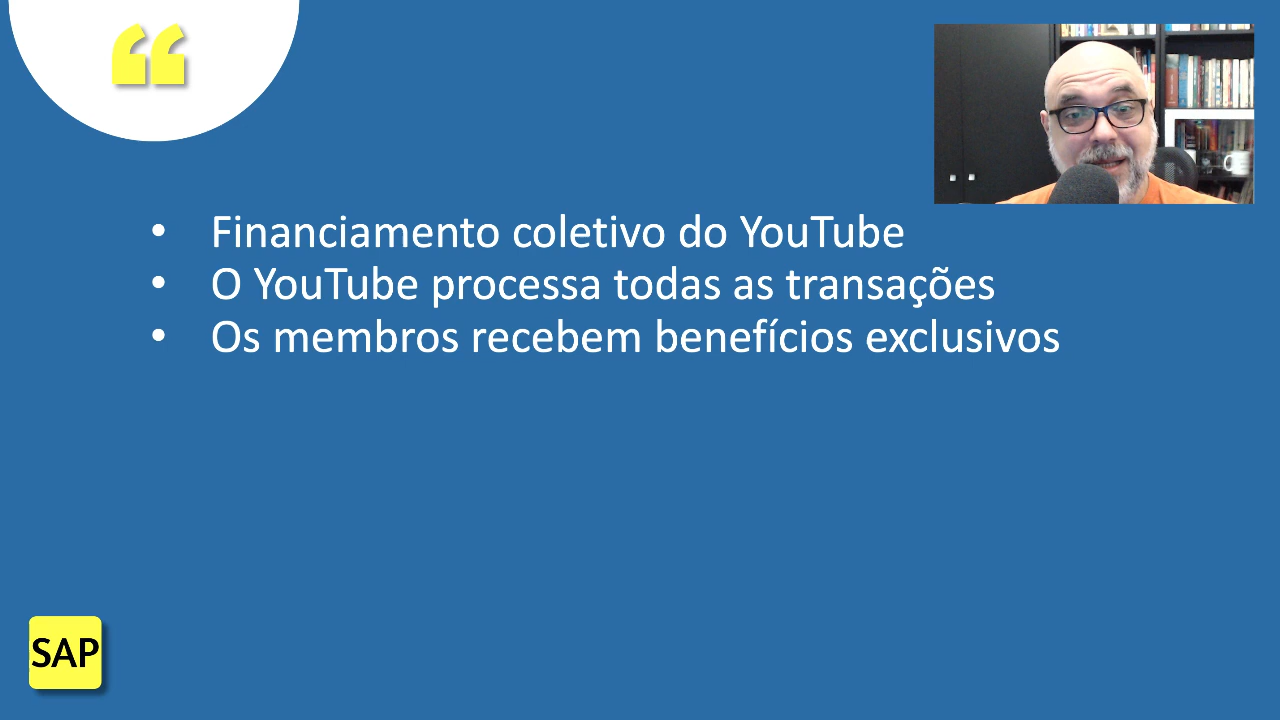 “
• Financiamento coletivo do YouTube
• O YouTube processa todas as transações
• Os membros recebem benefícios exclusivos
SAP